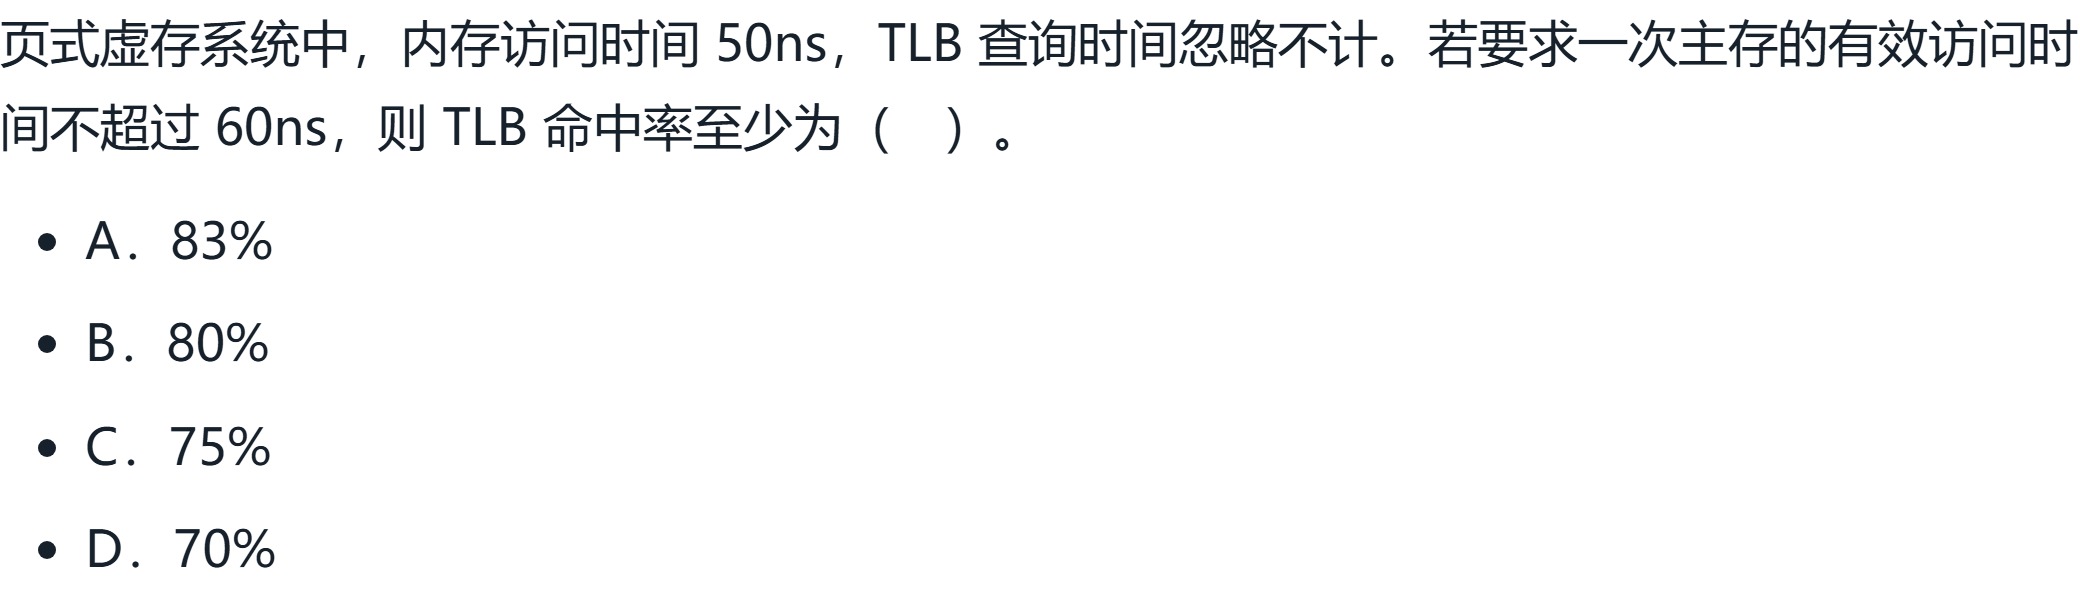 页式虚存系统中，内存访问时间 50ns，TLB 查询时间忽略不计。若要求一次主存的有效访问时
间不超过 60ns，则 TLB 命中率至少为（　）。
• A．83%
• B．80%
• C．75%
• D．70%